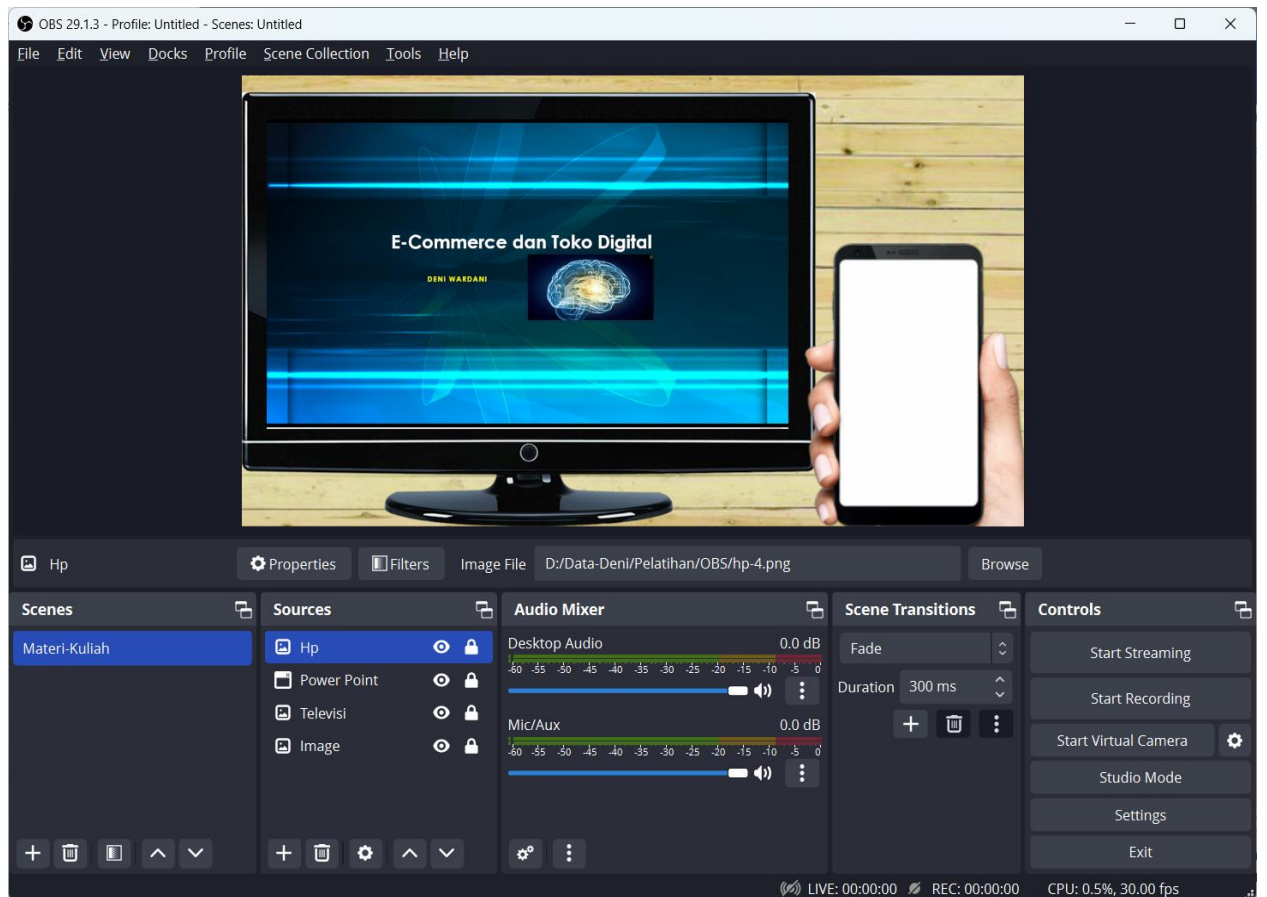 OBS 29.1.3 - Profile: Untitled - Scenes: Untitled
File Edit View Docks Profile Scene Collection Tools Help
E-Commerce dan Toko Digital
DENI WARDANI
Hp
Properties Filters Image File D:/Data-Deni/Pelatihan/OBS/hp-4.png Browse
Scenes
Materi-Kuliah
Sources
Hp
Power Point
Televisi
Image
Audio Mixer
Desktop Audio 0.0 dB
-60 -55 -50 -45 -40 -35 -30 -25 -20 -15 -10 -5 0
Mic/Aux 0.0 dB
-60 -55 -50 -45 -40 -35 -30 -25 -20 -15 -10 -5 0
Scene Transitions
Fade
Duration 300 ms
Controls
Start Streaming
Start Recording
Start Virtual Camera
Studio Mode
Settings
Exit
LIVE: 00:00:00 REC: 00:00:00 CPU: 0.5%, 30.00 fps